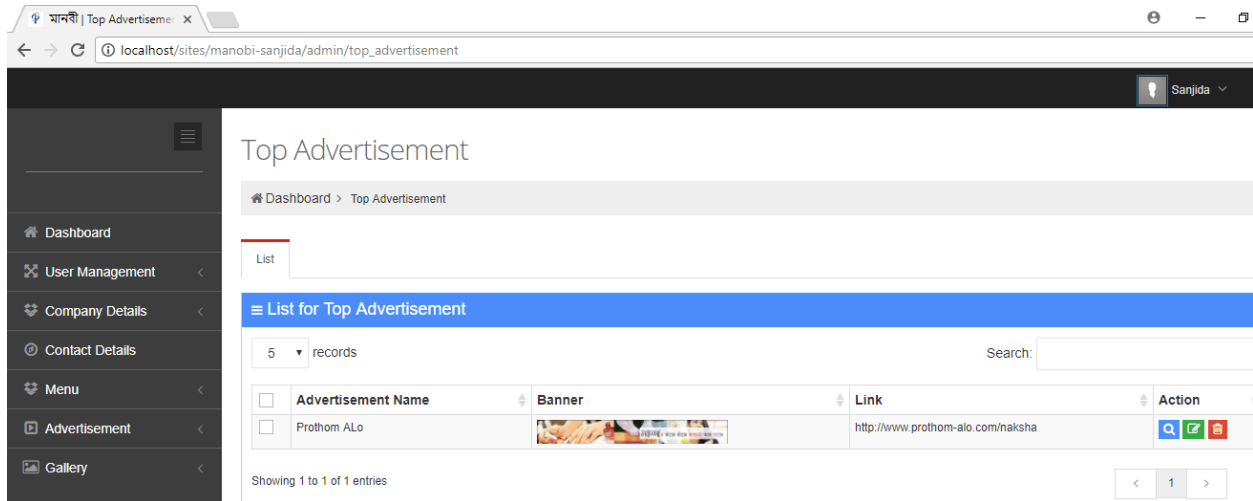 মানবী | Top Advertisemen
localhost/sites/manobi-sanjida/admin/top_advertisement
Sanjida
Top Advertisement
Dashboard > Top Advertisement
Dashboard
User Management
Company Details
Contact Details
Menu
Advertisement
Gallery
List
List for Top Advertisement
5 records
Search:
Advertisement Name Banner Link Action
Prothom ALo http://www.prothom-alo.com/naksha
Showing 1 to 1 of 1 entries
< 1 >